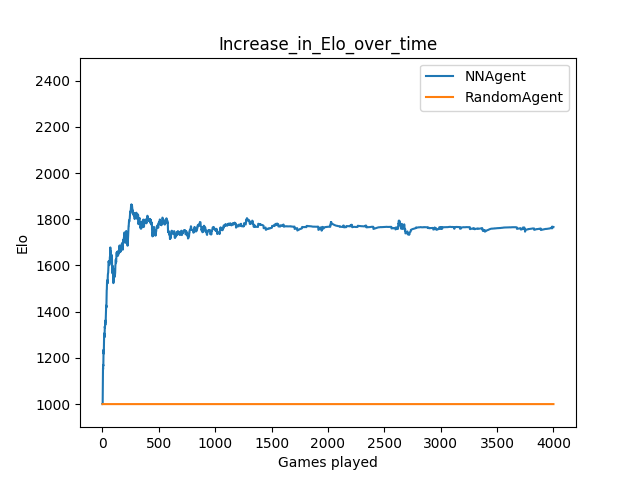 Increase_in_Elo_over_time
NNAgent
RandomAgent
2400
2200
2000
1800
1600
1400
1200
1000
Elo
0 500 1000 1500 2000 2500 3000 3500 4000
Games played